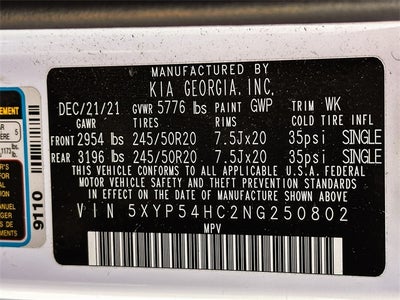 MANUFACTURED BY
KIA GEORGIA, INC.
DEC/21/21 GVWR 5776 lbs PAINT GWP TRIM WK
TIRES RIMS COLD TIRE INFL
FRONT 2954 lbs 245/50R20 7.5Jx20 35psi SINGLE
REAR 3196 lbs 245/50R20 7.5Jx20 35psi SINGLE
THIS VEHICLE CONFORMS TO ALL APPLICABLE U.S.A. FEDERAL
MOTOR VEHICLE SAFETY AND THEFT PREVENTION STANDARDS
IN EFFECT ON THE DATE OF MANUFACTURE SHOWN ABOVE.
VIN 5XYP54HC2NG250802
MPV
9110